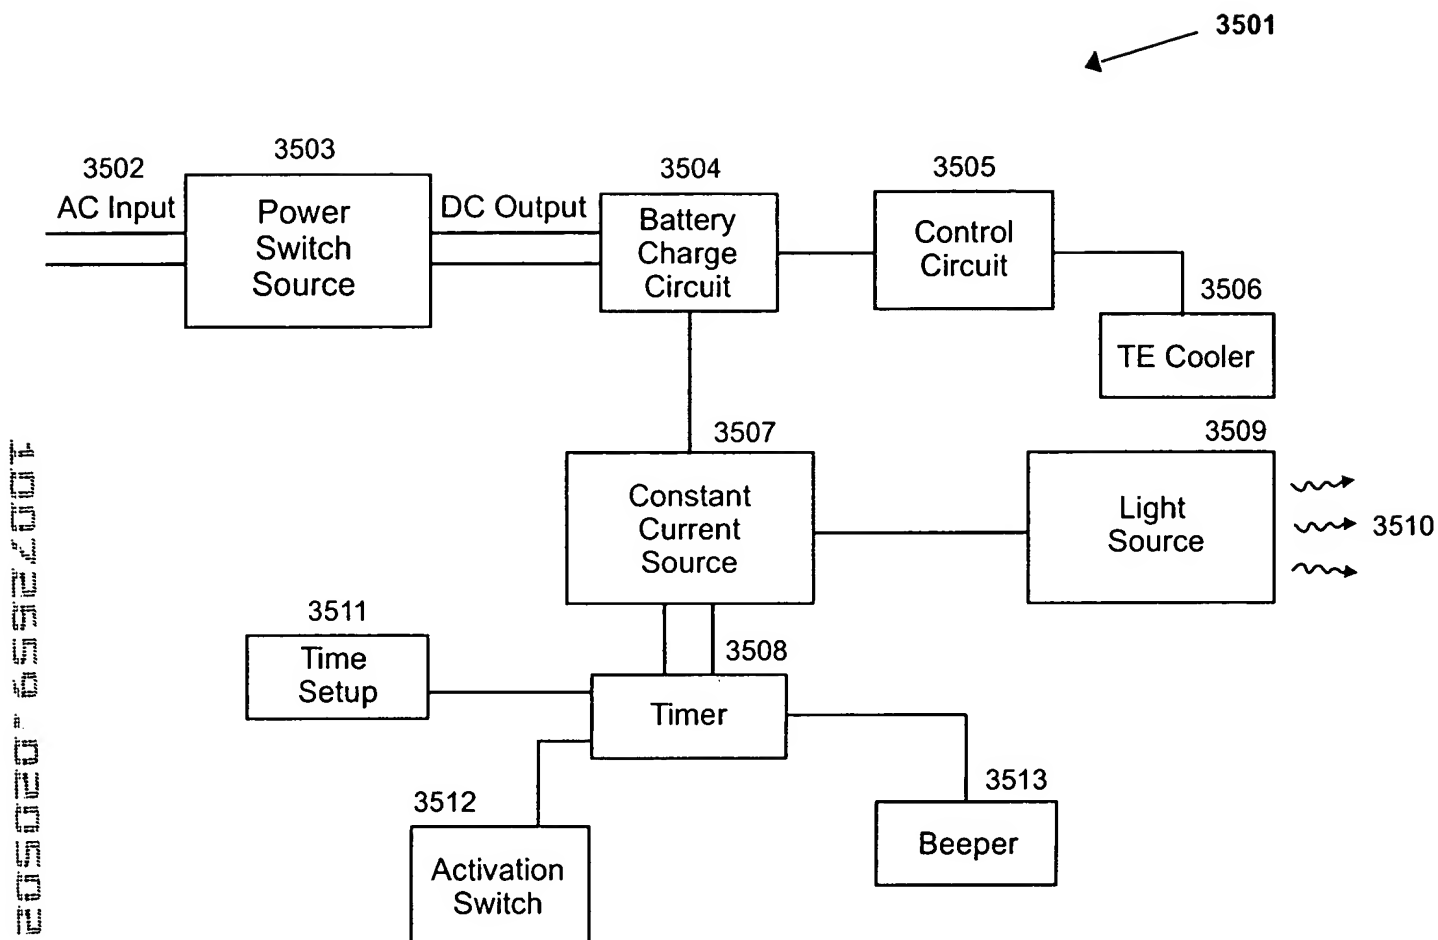 3501
3502
3503
3504
3505
AC Input
Power
Switch
Source
DC Output
Battery
Charge
Circuit
Control
Circuit
3506
TE Cooler
3507
Constant
Current
Source
3509
Light
Source
3510
3511
Time
Setup
3508
Timer
3512
Activation
Switch
3513
Beeper
10072659.020502